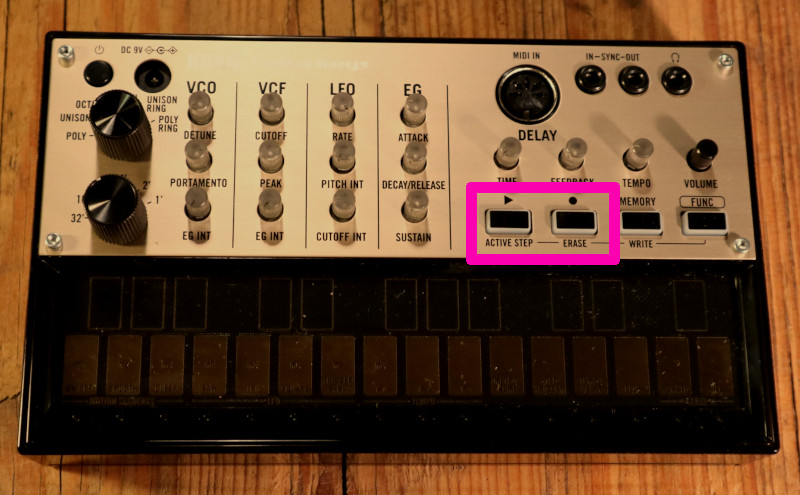 DC 9V
MIDI IN
IN-SYNC-OUT
VCO
VCF
LFO
EG
UNISON RING
OCT
UNISON
POLY RING
POLY
DETUNE
CUTOFF
RATE
ATTACK
DELAY
PORTAMENTO
PEAK
PITCH INT
DECAY/RELEASE
TIME
FEEDBACK
TEMPO
VOLUME
2'
1'
32'
MEMORY
FUNC
EG INT
EG INT
CUTOFF INT
SUSTAIN
ACTIVE STEP
ERASE
WRITE